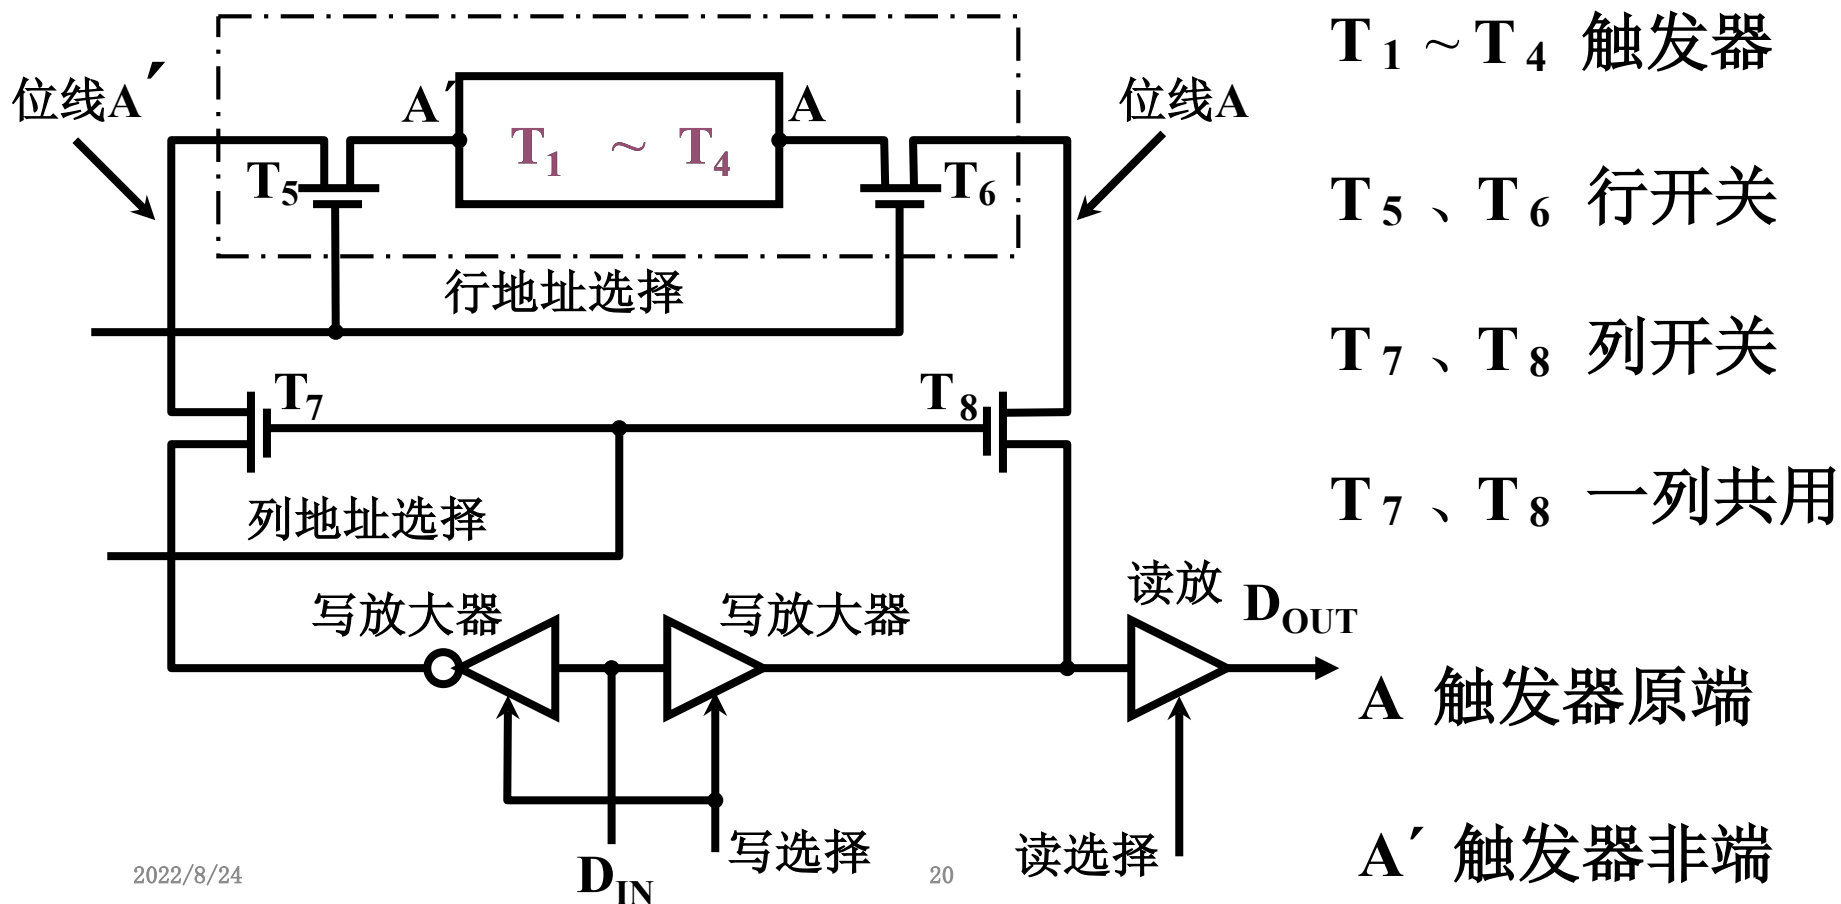 T1 ~ T4 触发器
位线A′
A′
T1 ~ T4
A
位线A
T5
T6
T5 、T6 行开关
行地址选择
T7 、T8 列开关
T7
T8
T7 、T8 一列共用
列地址选择
写放大器
写放大器
读放
DOUT
A 触发器原端
写选择
读选择
A′ 触发器非端
DIN
2022/8/24
20